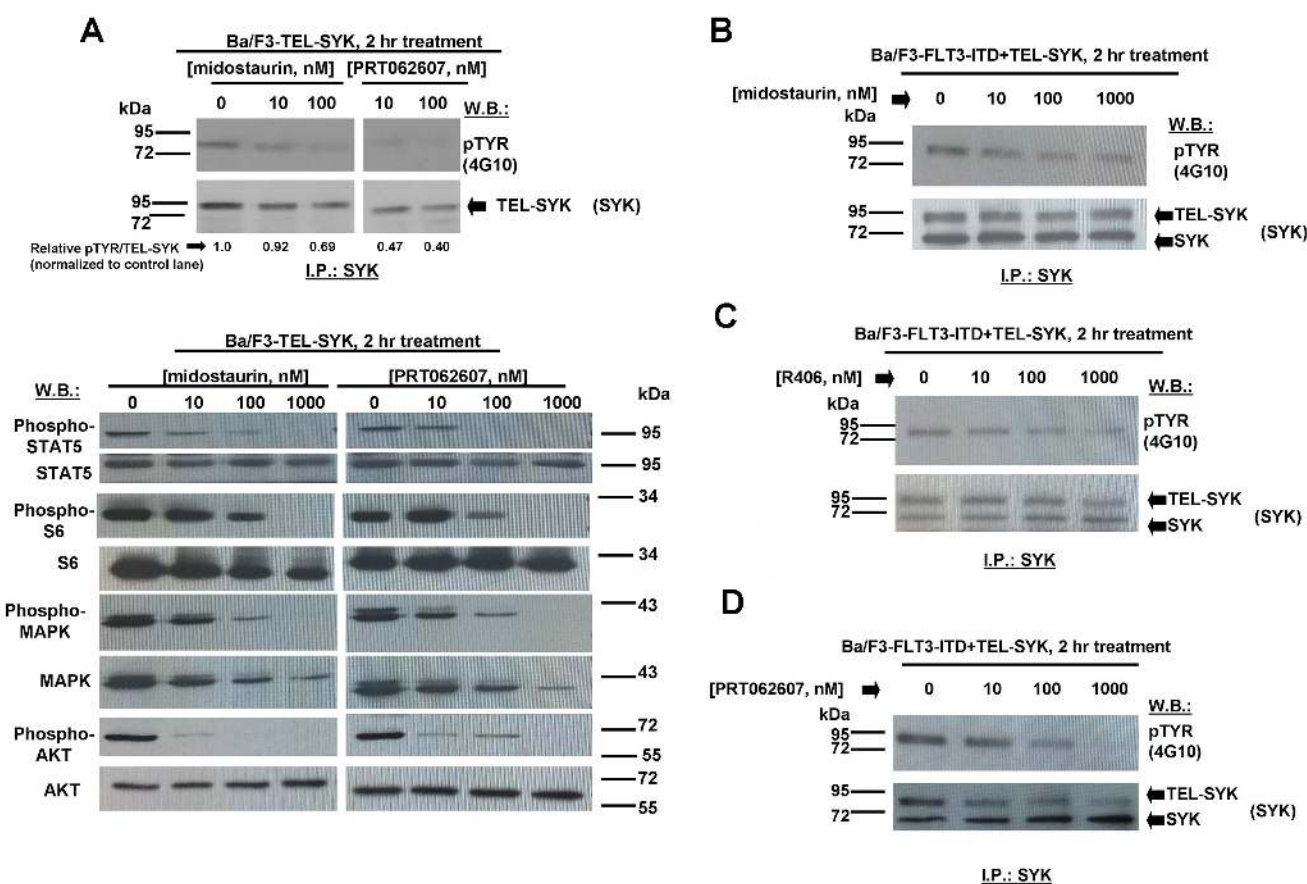 A
Ba/F3-TEL-SYK, 2 hr treatment
[midostaurin, nM] [PRT062607, nM]
kDa 0 10 100 10 100 W.B.:
95
72
pTYR
(4G10)
95
72
TEL-SYK (SYK)
Relative pTYR/TEL-SYK 1.0 0.92 0.69 0.47 0.40
(normalized to control lane)
I.P.: SYK
Ba/F3-TEL-SYK, 2 hr treatment
[midostaurin, nM] [PRT062607, nM]
W.B.: 0 10 100 1000 0 10 100 1000 kDa
Phospho-
STAT5
95
STAT5 95
Phospho-
S6
34
S6 34
Phospho-
MAPK
43
MAPK 43
Phospho-
AKT
72
55
AKT 72
55
B
Ba/F3-FLT3-ITD+TEL-SYK, 2 hr treatment
[midostaurin, nM] 0 10 100 1000
kDa W.B.:
95
72
pTYR
(4G10)
95 TEL-SYK
72 SYK
(SYK)
I.P.: SYK
C
Ba/F3-FLT3-ITD+TEL-SYK, 2 hr treatment
[R406, nM] 0 10 100 1000
kDa W.B.:
95
72
pTYR
(4G10)
95 TEL-SYK
72 SYK
(SYK)
I.P.: SYK
D
Ba/F3-FLT3-ITD+TEL-SYK, 2 hr treatment
[PRT062607, nM] 0 10 100 1000
kDa W.B.:
95
72
pTYR
(4G10)
95 TEL-SYK
72 SYK
(SYK)
I.P.: SYK